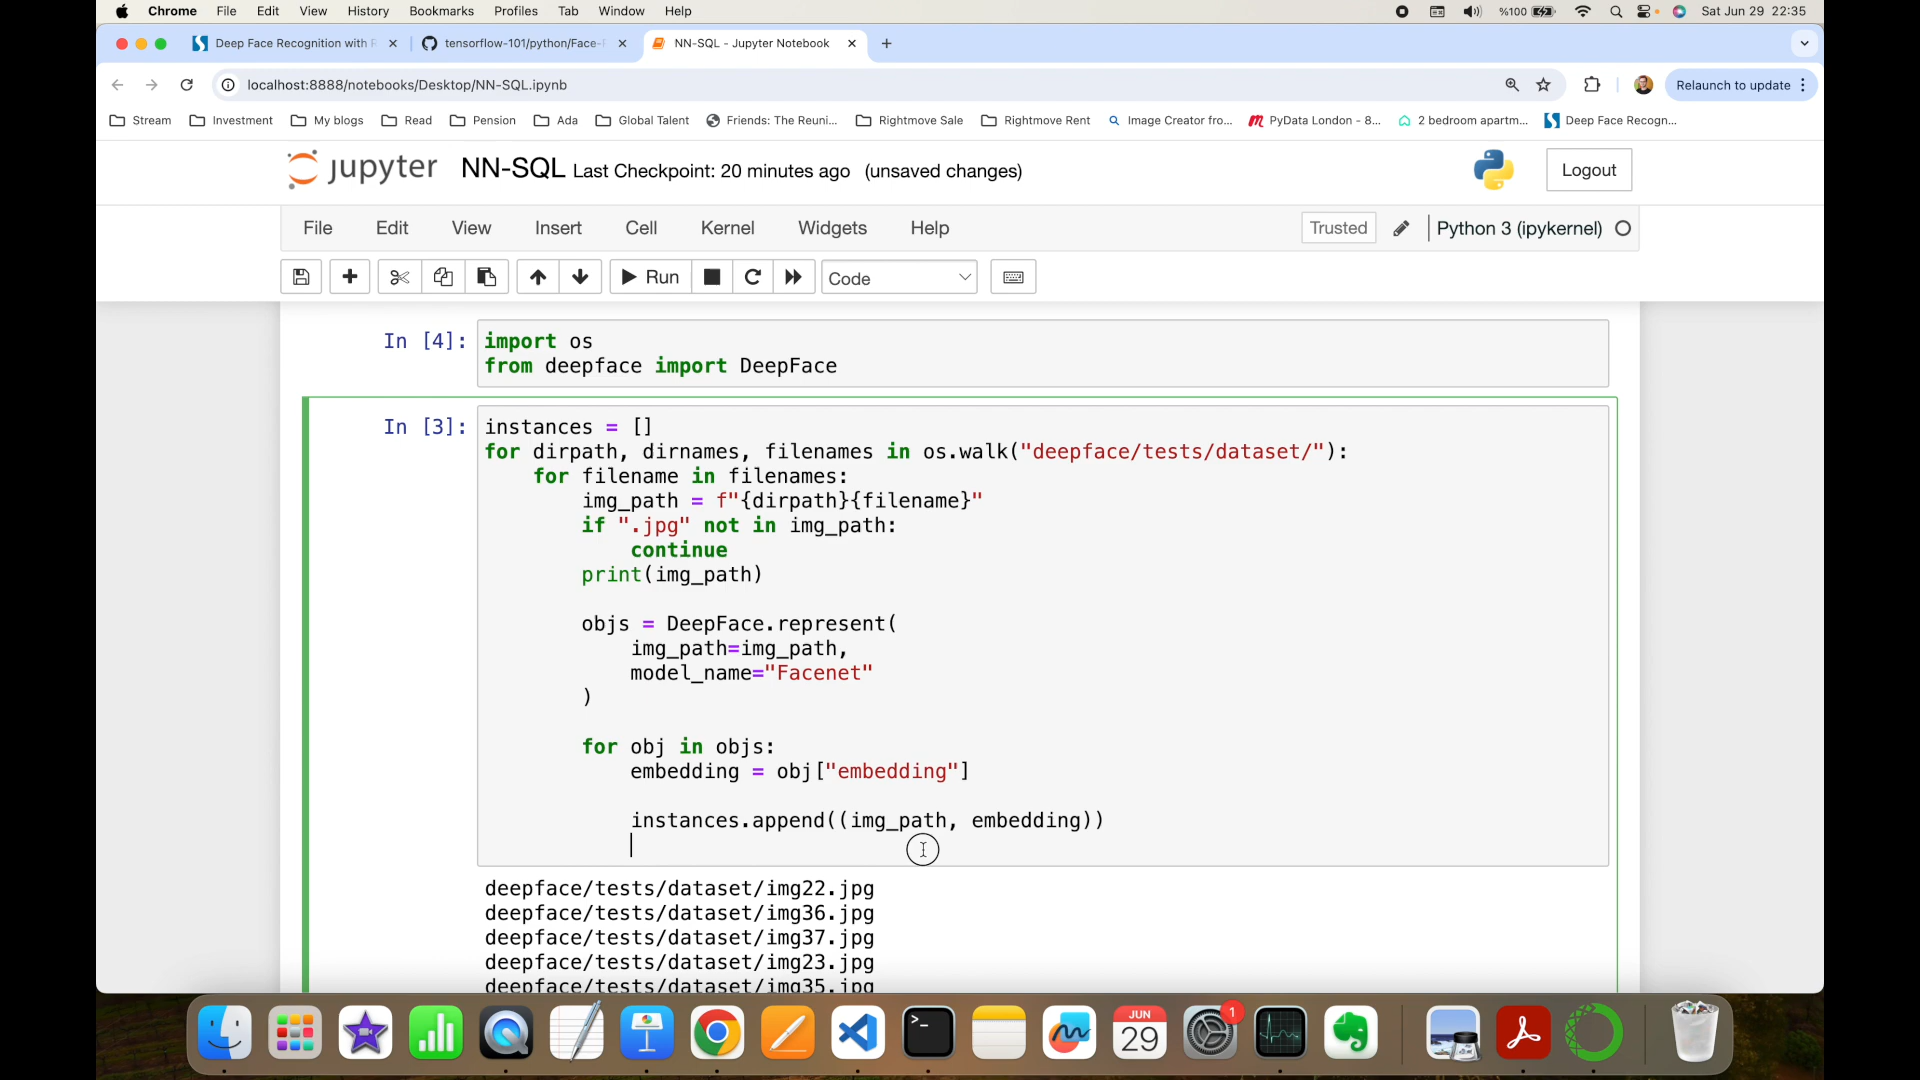 Chrome File Edit View History Bookmarks Profiles Tab Window Help %100 Sat Jun 29 22:35
Deep Face Recognition with tensorflow-101/python/Face- NN-SQL - Jupyter Notebook
localhost:8888/notebooks/Desktop/NN-SQL.ipynb Relaunch to update
Stream Investment My blogs Read Pension Ada Global Talent Friends: The Reuni... Rightmove Sale Rightmove Rent Image Creator fro... PyData London - 8... 2 bedroom apartm... Deep Face Recogn...
jupyter NN-SQL Last Checkpoint: 20 minutes ago (unsaved changes) Logout
File Edit View Insert Cell Kernel Widgets Help Trusted Python 3 (ipykernel)
Run Code
In [4]: import os
from deepface import DeepFace
In [3]: instances = []
for dirpath, dirnames, filenames in os.walk("deepface/tests/dataset/"):
for filename in filenames:
img_path = f"{dirpath}{filename}"
if ".jpg" not in img_path:
continue
print(img_path)
objs = DeepFace.represent(
img_path=img_path,
model_name="Facenet"
)
for obj in objs:
embedding = obj["embedding"]
instances.append((img_path, embedding))
deepface/tests/dataset/img22.jpg
deepface/tests/dataset/img36.jpg
deepface/tests/dataset/img37.jpg
deepface/tests/dataset/img23.jpg
deepface/tests/dataset/img35.jpg
JUN
29
1